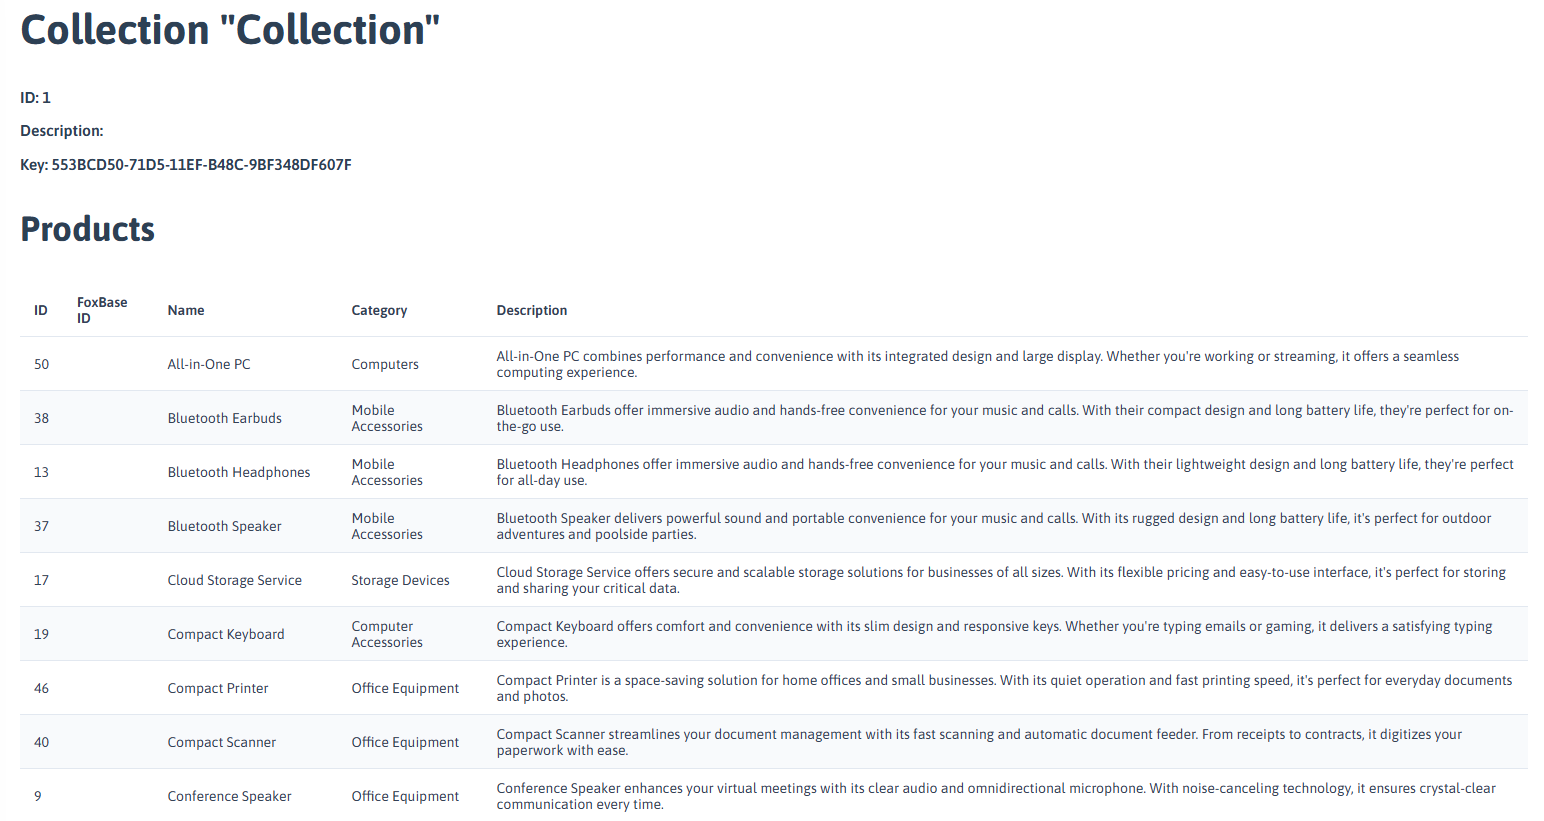 Collection "Collection"
ID: 1
Description:
Key: 553BCD50-71D5-11EF-B48C-9BF348DF607F
Products
ID FoxBase ID Name Category Description
50 All-in-One PC Computers All-in-One PC combines performance and convenience with its integrated design and large display. Whether you're working or streaming, it offers a seamless
computing experience.
38 Bluetooth Earbuds Mobile Accessories Bluetooth Earbuds offer immersive audio and hands-free convenience for your music and calls. With their compact design and long battery life, they're perfect for on-
the-go use.
13 Bluetooth Headphones Mobile Accessories Bluetooth Headphones offer immersive audio and hands-free convenience for your music and calls. With their lightweight design and long battery life, they're perfect
for all-day use.
37 Bluetooth Speaker Mobile Accessories Bluetooth Speaker delivers powerful sound and portable convenience for your music and calls. With its rugged design and long battery life, it's perfect for outdoor
adventures and poolside parties.
17 Cloud Storage Service Storage Devices Cloud Storage Service offers secure and scalable storage solutions for businesses of all sizes. With its flexible pricing and easy-to-use interface, it's perfect for storing
and sharing your critical data.
19 Compact Keyboard Computer Accessories Compact Keyboard offers comfort and convenience with its slim design and responsive keys. Whether you're typing emails or gaming, it delivers a satisfying typing
experience.
46 Compact Printer Office Equipment Compact Printer is a space-saving solution for home offices and small businesses. With its quiet operation and fast printing speed, it's perfect for everyday documents
and photos.
40 Compact Scanner Office Equipment Compact Scanner streamlines your document management with its fast scanning and automatic document feeder. From receipts to contracts, it digitizes your
paperwork with ease.
9 Conference Speaker Office Equipment Conference Speaker enhances your virtual meetings with its clear audio and omnidirectional microphone. With noise-canceling technology, it ensures crystal-clear
communication every time.